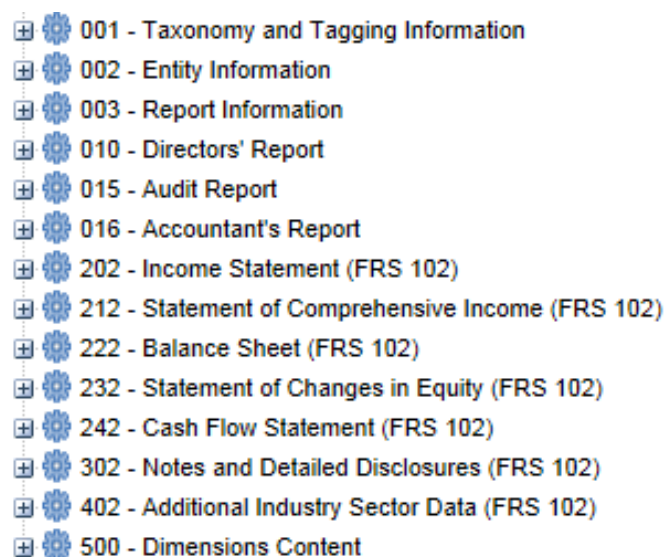 001 - Taxonomy and Tagging Information
002 - Entity Information
003 - Report Information
010 - Directors' Report
015 - Audit Report
016 - Accountant's Report
202 - Income Statement (FRS 102)
212 - Statement of Comprehensive Income (FRS 102)
222 - Balance Sheet (FRS 102)
232 - Statement of Changes in Equity (FRS 102)
242 - Cash Flow Statement (FRS 102)
302 - Notes and Detailed Disclosures (FRS 102)
402 - Additional Industry Sector Data (FRS 102)
500 - Dimensions Content